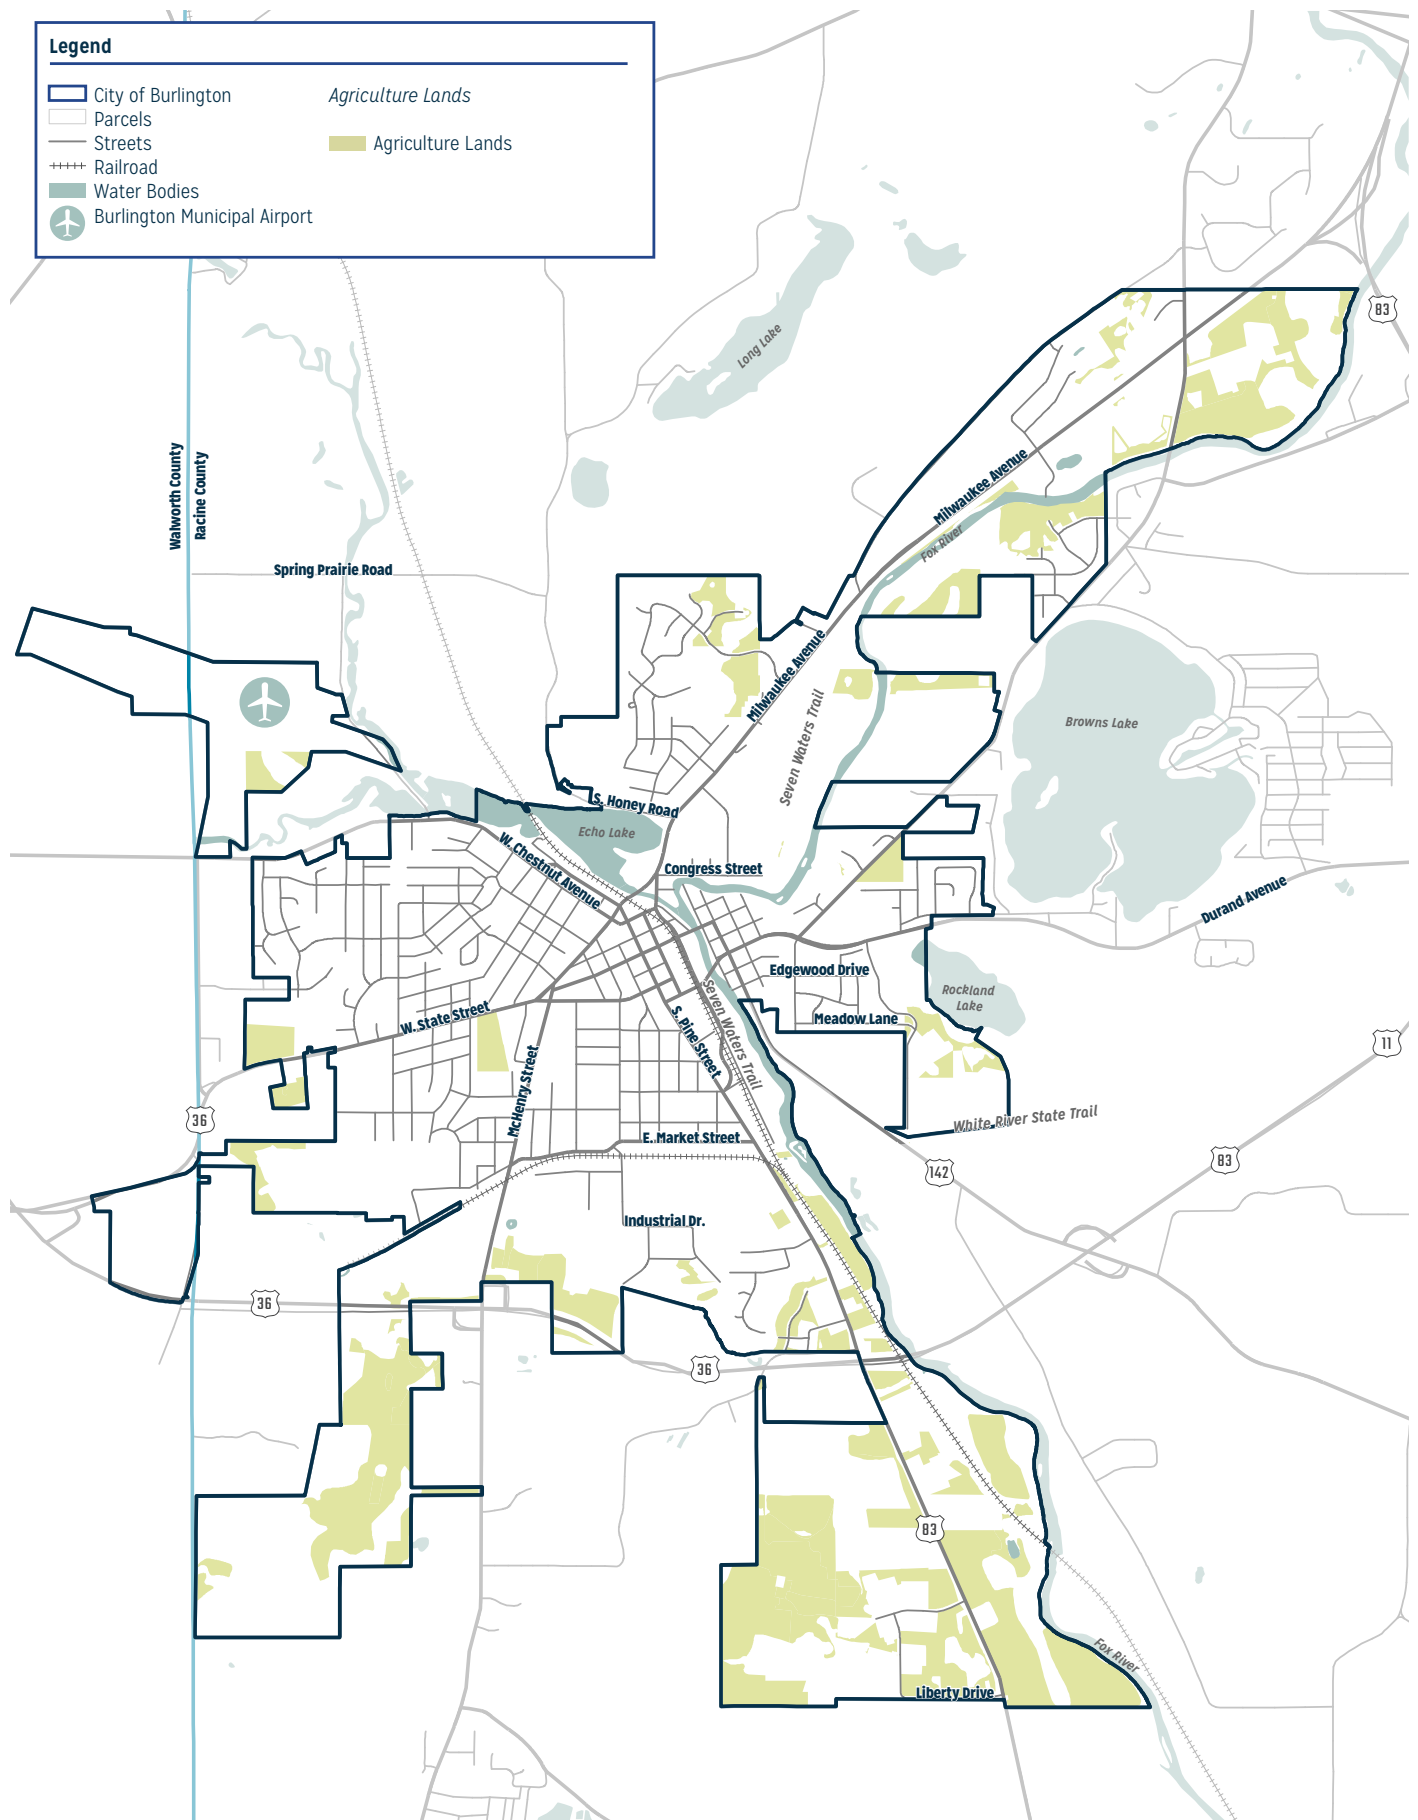 Legend
City of Burlington
Parcels
Streets
Railroad
Water Bodies
Burlington Municipal Airport
Agriculture Lands
Agriculture Lands
83
Long Lake
Walworth County
Racine County
Milwaukee Avenue
Fox River
Spring Prairie Road
Milwaukee Avenue
Seven Waters Trail
Browns Lake
S. Honey Road
Echo Lake
W. Chestnut Avenue
Congress Street
Durand Avenue
Edgewood Drive
Rockland
Lake
W. State Street
S. Pine Street
Seven Waters Trail
Meadow Lane
11
McHenry Street
36
White River State Trail
E. Market Street
142
83
Industrial Dr.
36
36
83
Fox River
Liberty Drive